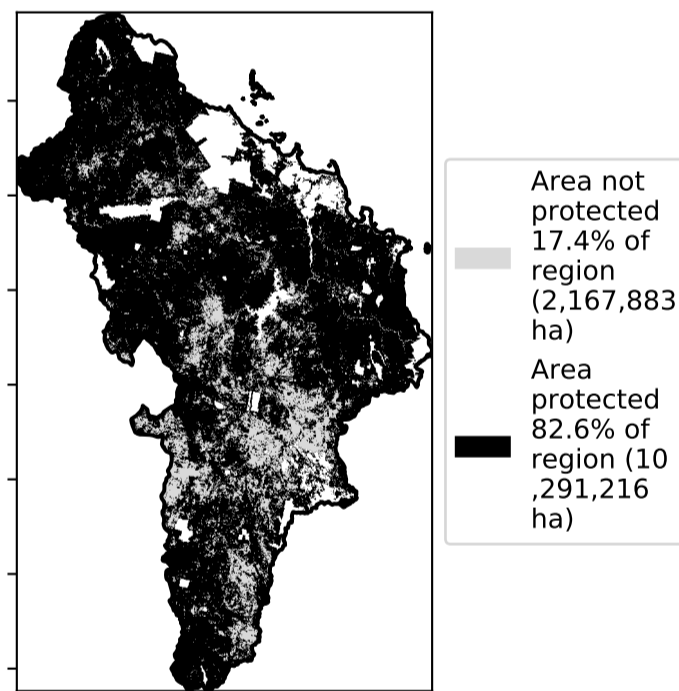 Area not
protected
17.4% of
region
(2,167,883
ha)
Area
protected
82.6% of
region (10
,291,216
ha)